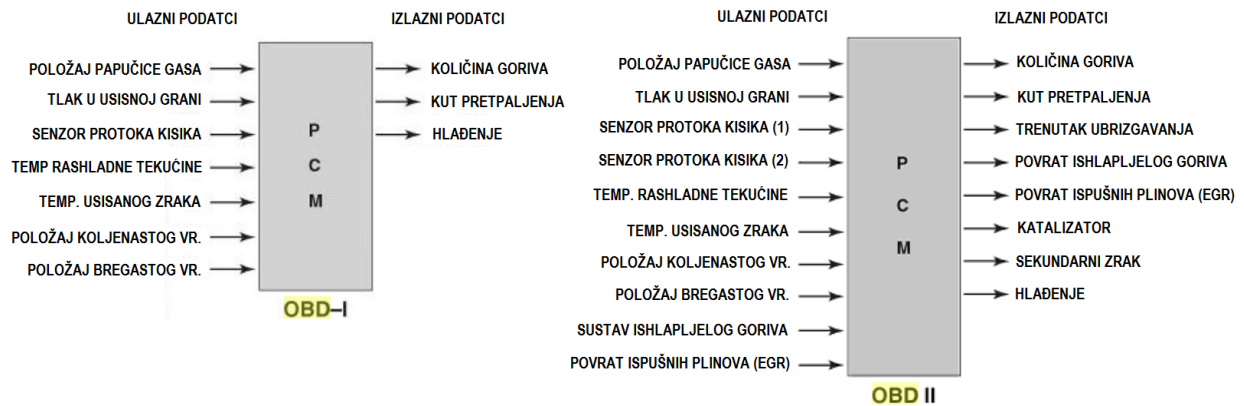 ULAZNI PODATCI
IZLAZNI PODATCI
POLOŽAJ PAPUČICE GASA
TLAK U USISNOJ GRANI
SENZOR PROTOKA KISIKA
TEMP RASHLADNE TEKUĆINE
TEMP. USISANOG ZRAKA
POLOŽAJ KOLJENASTOG VR.
POLOŽAJ BREGASTOG VR.
P
C
M
KOLIČINA GORIVA
KUT PRETPALJENJA
HLAĐENJE
OBD–I
ULAZNI PODATCI
IZLAZNI PODATCI
POLOŽAJ PAPUČICE GASA
TLAK U USISNOJ GRANI
SENZOR PROTOKA KISIKA (1)
SENZOR PROTOKA KISIKA (2)
TEMP. RASHLADNE TEKUĆINE
TEMP. USISANOG ZRAKA
POLOŽAJ KOLJENASTOG VR.
POLOŽAJ BREGASTOG VR.
SUSTAV ISHLAPLJELOG GORIVA
POVRAT ISPUŠNIH PLINOVA (EGR)
P
C
M
KOLIČINA GORIVA
KUT PRETPALJENJA
TRENUTAK UBRIZGAVANJA
POVRAT ISHLAPLJELOG GORIVA
POVRAT ISPUŠNIH PLINOVA (EGR)
KATALIZATOR
SEKUNDARNI ZRAK
HLAĐENJE
OBD II